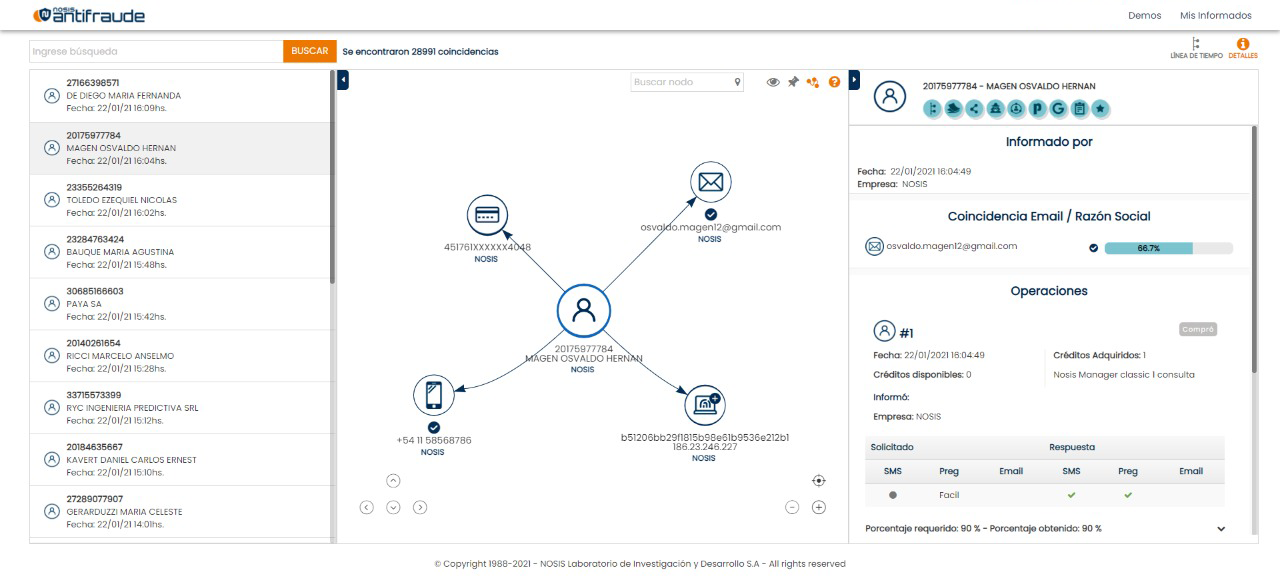 nosis
antifraude
Demos
Mis Informados
Ingrese búsqueda
BUSCAR
Se encontraron 28991 coincidencias
LÍNEA DE TIEMPO
DETALLES
27166398571
DE DIEGO MARIA FERNANDA
Fecha: 22/01/21 16:09hs.
20175977784
MAGEN OSVALDO HERNAN
Fecha: 22/01/21 16:04hs.
23355264319
TOLEDO EZEQUIEL NICOLAS
Fecha: 22/01/21 16:02hs.
23284763424
BAUQUE MARIA AGUSTINA
Fecha: 22/01/21 15:48hs.
30685166603
PAYA SA
Fecha: 22/01/21 15:42hs.
20140261654
RICCI MARCELO ANSELMO
Fecha: 22/01/21 15:28hs.
33715573399
RYC INGENIERIA PREDICTIVA SRL
Fecha: 22/01/21 15:12hs.
20184635667
KAVERT DANIEL CARLOS ERNEST
Fecha: 22/01/21 15:10hs.
27289077907
GERARDUZZI MARIA CELESTE
Fecha: 22/01/21 14:01hs.
Buscar nodo
osvaldo.magen12@gmail.com
NOSIS
451761XXXXXX4048
NOSIS
20175977784
MAGEN OSVALDO HERNAN
NOSIS
+54 11 58568786
NOSIS
b51206bb29f1815b98e61b9536e212b1
186.23.246.227
NOSIS
20175977784 - MAGEN OSVALDO HERNAN
Informado por
Fecha: 22/01/2021 16:04:49
Empresa: NOSIS
Coincidencia Email / Razón Social
osvaldo.magen12@gmail.com
66.7%
Operaciones
#1
Compró
Fecha: 22/01/2021 16:04:49
Créditos Adquiridos: 1
Créditos disponibles: 0
Nosis Manager classic 1 consulta
Informó:
Empresa: NOSIS
Solicitado Respuesta
SMS Preg Email SMS Preg Email
Facil
Porcentaje requerido: 90 % - Porcentaje obtenido: 90 %
© Copyright 1988-2021 - NOSIS Laboratorio de Investigación y Desarrollo S.A - All rights reserved